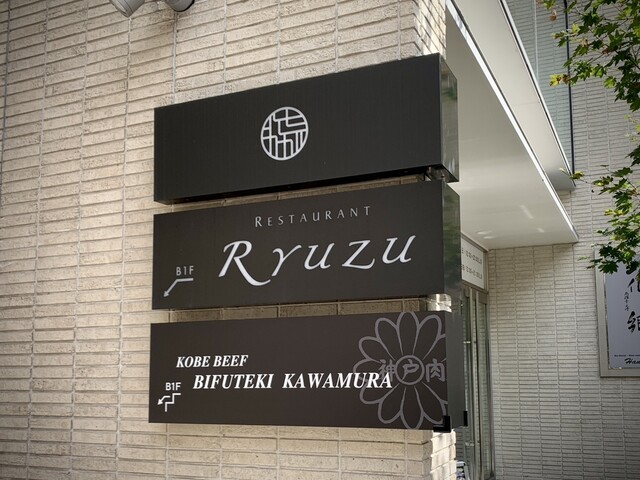 RESTAURANT
RYUZU
B1F
KOBE BEEF
神戸肉
B1F
BIFUTEKI KAWAMURA